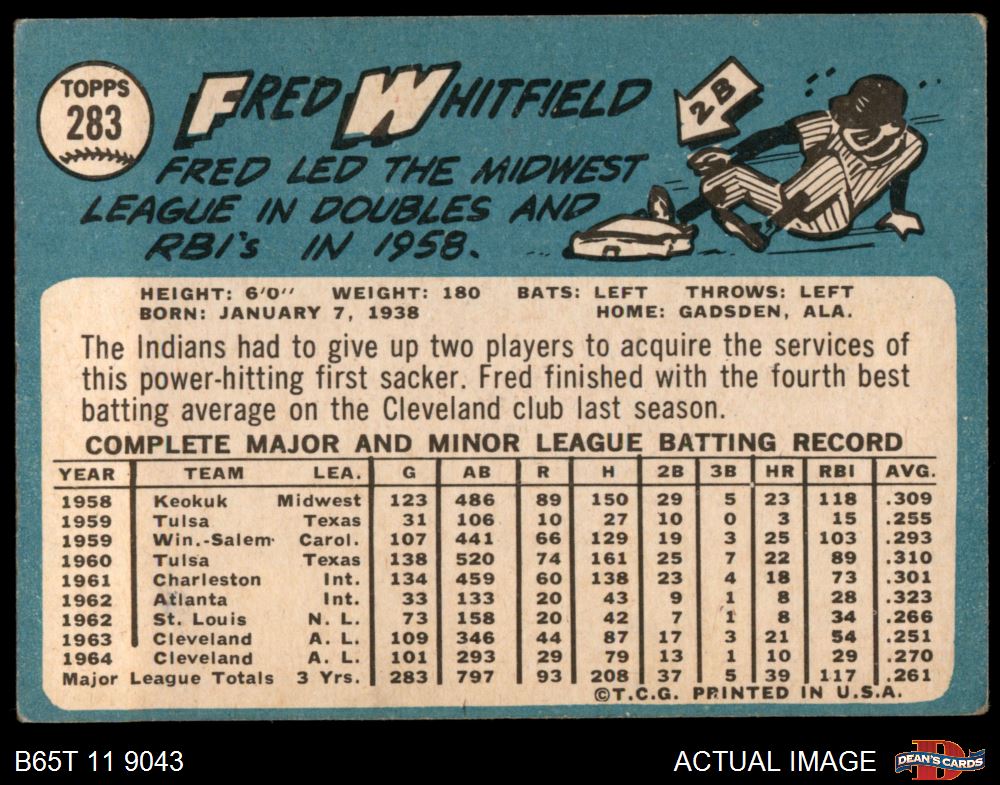 TOPPS
283
FRED WHITFIELD
2B
FRED LED THE MIDWEST
LEAGUE IN DOUBLES AND
RBI's IN 1958.
HEIGHT: 6'0" WEIGHT: 180 BATS: LEFT THROWS: LEFT
BORN: JANUARY 7, 1938 HOME: GADSDEN, ALA.
The Indians had to give up two players to acquire the services of
this power-hitting first sacker. Fred finished with the fourth best
batting average on the Cleveland club last season.
COMPLETE MAJOR AND MINOR LEAGUE BATTING RECORD
YEAR TEAM LEA. G AB R H 2B 3B HR RBI AVG.
1958 Keokuk Midwest 123 486 89 150 29 5 23 118 .309
1959 Tulsa Texas 31 106 10 27 10 0 3 15 .255
1959 Win.-Salem Carol. 107 441 66 129 19 3 25 103 .293
1960 Tulsa Texas 138 520 74 161 25 7 22 89 .310
1961 Charleston Int. 134 459 60 138 23 4 18 73 .301
1962 Atlanta Int. 33 133 20 43 9 1 8 28 .323
1962 St. Louis N. L. 73 158 20 42 7 1 8 34 .266
1963 Cleveland A. L. 109 346 44 87 17 3 21 54 .251
1964 Cleveland A. L. 101 293 29 79 13 1 10 29 .270
Major League Totals 3 Yrs. 283 797 93 208 37 5 39 117 .261
©T.C.G. PRINTED IN U.S.A.
B65T 11 9043
ACTUAL IMAGE
DEAN'S CARDS